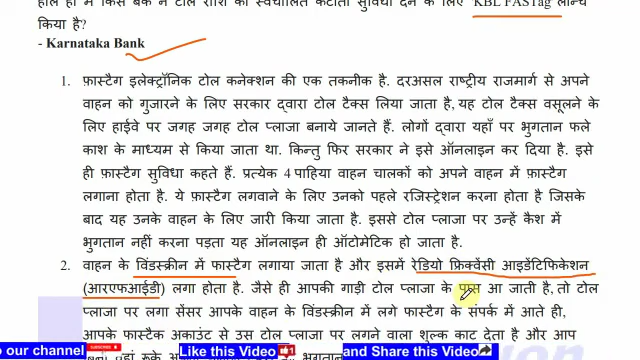 हाल ही में किस बैंक ने टोल राशि की स्वचालित कटौती सुविधा देने के लिए 'KBL FASTag' लॉन्च
किया है?
- Karnataka Bank
1. फ़ास्टैग इलेक्ट्रॉनिक टोल कनेक्शन की एक तकनीक है. दरअसल राष्ट्रीय राजमार्ग से अपने
वाहन को गुजारने के लिए सरकार द्वारा टोल टैक्स लिया जाता है, यह टोल टैक्स वसूलने के
लिए हाईवे पर जगह जगह टोल प्लाजा बनाये जानते हैं. लोगों द्वारा यहाँ पर भुगतान फले
काश के माध्यम से किया जाता था. किन्तु फिर सरकार ने इसे ऑनलाइन कर दिया है. इसे
ही फ़ास्टैग सुविधा कहते हैं. प्रत्येक 4 पाहिया वाहन चालकों को अपने वाहन में फ़ास्टैग
लगाना होता है. ये फ़ास्टैग लगवाने के लिए उनको पहले रजिस्ट्रेशन करना होता है जिसके
बाद यह उनके वाहन के लिए जारी किया जाता है. इससे टोल प्लाजा पर उन्हें कैश में
भुगतान नहीं करना पड़ता यह ऑनलाइन ही ऑटोमेटिक हो जाता है.
2. वाहन के विंडस्क्रीन में फास्टैग लगाया जाता है और इसमें रेडियो फ्रिक्वेंसी आइडेंटिफिकेशन
(आरएफआईडी) लगा होता है. जैसे ही आपकी गाड़ी टोल प्लाजा के पास आ जाती है, तो टोल
प्लाजा पर लगा सेंसर आपके वाहन के विंडस्क्रीन में लगे फास्टैग के संपर्क में आते ही,
आपके फास्टैक अकाउंट से उस टोल प्लाजा पर लगने वाला शुल्क काट देता है और आप
o our channel Like this Video and Share this Video